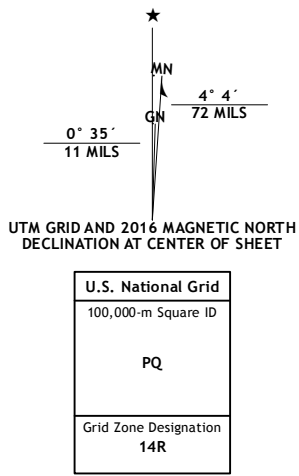 ★
MN
GN
4° 4´
72 MILS
0° 35´
11 MILS
UTM GRID AND 2016 MAGNETIC NORTH
DECLINATION AT CENTER OF SHEET
U.S. National Grid
100,000-m Square ID
PQ
Grid Zone Designation
14R